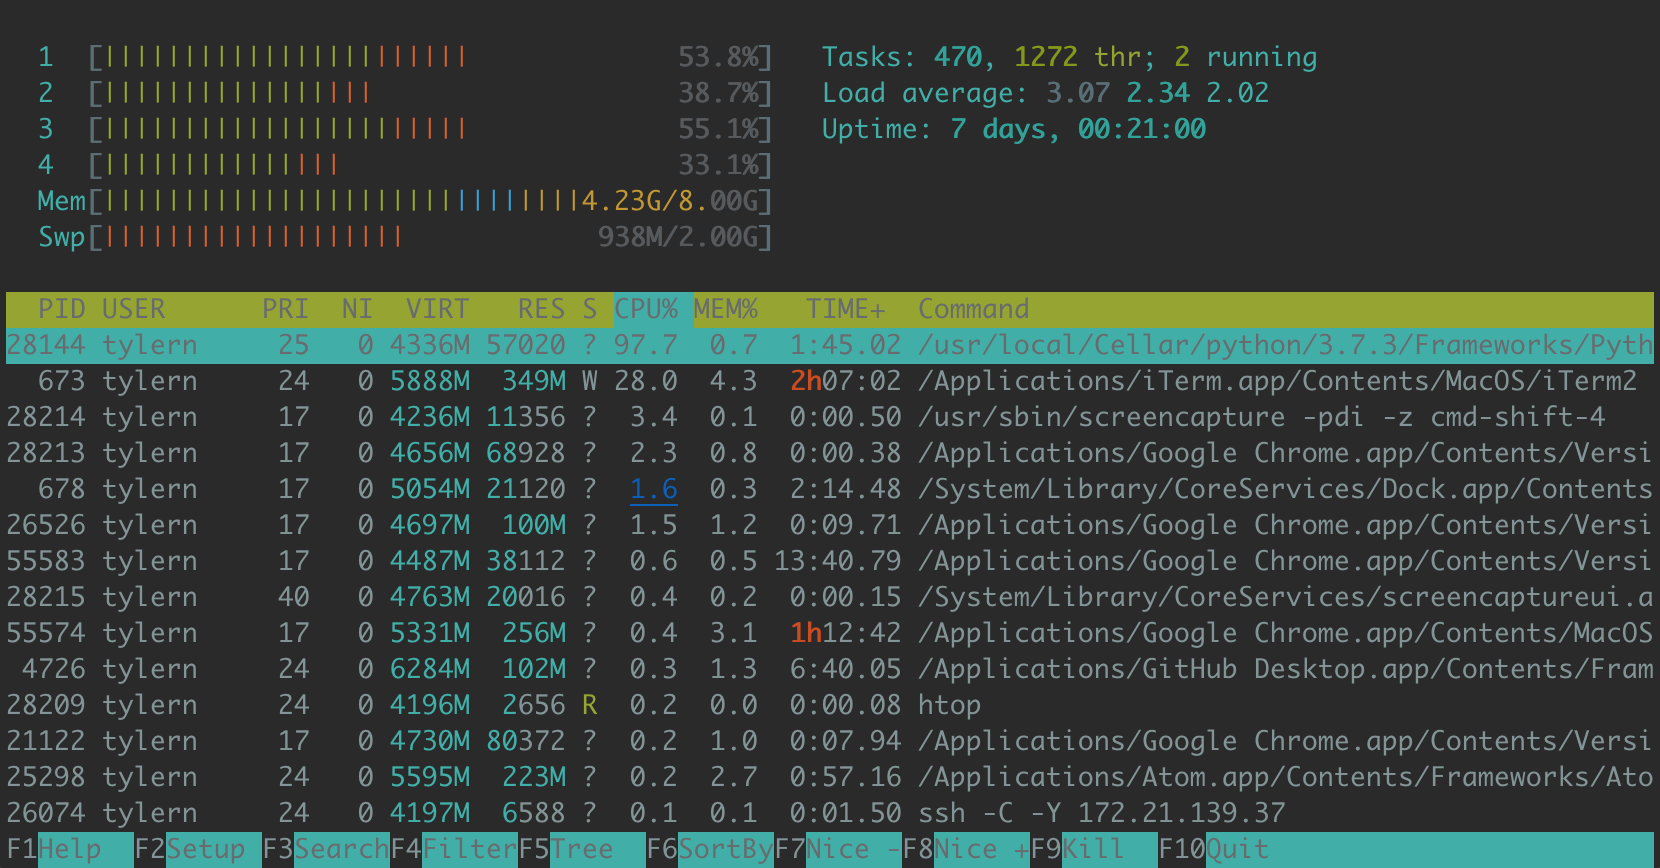 1 [|||||||||||||||||||||||53.8%] Tasks: 470, 1272 thr; 2 running
2 [|||||||||||||||||38.7%] Load average: 3.07 2.34 2.02
3 [|||||||||||||||||||||||55.1%] Uptime: 7 days, 00:21:00
4 [|||||||||||||||33.1%]
Mem[||||||||||||||||||||||||||||||4.23G/8.00G]
Swp[|||||||||||||||||||938M/2.00G]
PID USER PRI NI VIRT RES S CPU% MEM% TIME+ Command
28144 tylern 25 0 4336M 57020 ? 97.7 0.7 1:45.02 /usr/local/Cellar/python/3.7.3/Frameworks/Pyth
673 tylern 24 0 5888M 349M W 28.0 4.3 2h07:02 /Applications/iTerm.app/Contents/MacOS/iTerm2
28214 tylern 17 0 4236M 11356 ? 3.4 0.1 0:00.50 /usr/sbin/screencapture -pdi -z cmd-shift-4
28213 tylern 17 0 4656M 68928 ? 2.3 0.8 0:00.38 /Applications/Google Chrome.app/Contents/Versi
678 tylern 17 0 5054M 21120 ? 1.6 0.3 2:14.48 /System/Library/CoreServices/Dock.app/Contents
26526 tylern 17 0 4697M 100M ? 1.5 1.2 0:09.71 /Applications/Google Chrome.app/Contents/Versi
55583 tylern 17 0 4487M 38112 ? 0.6 0.5 13:40.79 /Applications/Google Chrome.app/Contents/Versi
28215 tylern 40 0 4763M 20016 ? 0.4 0.2 0:00.15 /System/Library/CoreServices/screencaptureui.a
55574 tylern 17 0 5331M 256M ? 0.4 3.1 1h12:42 /Applications/Google Chrome.app/Contents/MacOS
4726 tylern 24 0 6284M 102M ? 0.3 1.3 6:40.05 /Applications/GitHub Desktop.app/Contents/Fram
28209 tylern 24 0 4196M 2656 R 0.2 0.0 0:00.08 htop
21122 tylern 17 0 4730M 80372 ? 0.2 1.0 0:07.94 /Applications/Google Chrome.app/Contents/Versi
25298 tylern 24 0 5595M 223M ? 0.2 2.7 0:57.16 /Applications/Atom.app/Contents/Frameworks/Ato
26074 tylern 24 0 4197M 6588 ? 0.1 0.1 0:01.50 ssh -C -Y 172.21.139.37
F1Help F2Setup F3SearchF4FilterF5Tree F6SortByF7Nice -F8Nice +F9Kill F10Quit